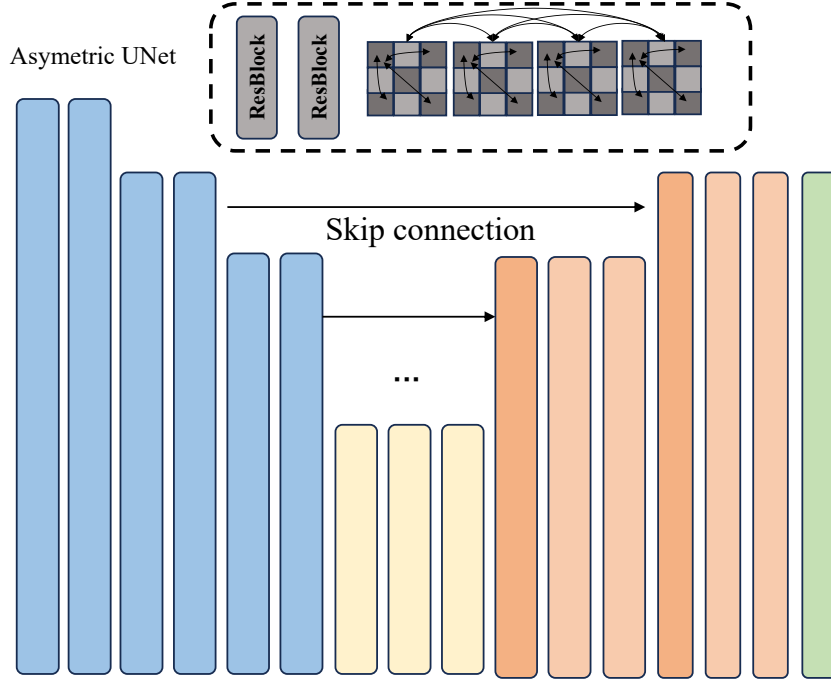 Asymetric UNet
ResBlock
ResBlock
Skip connection
...